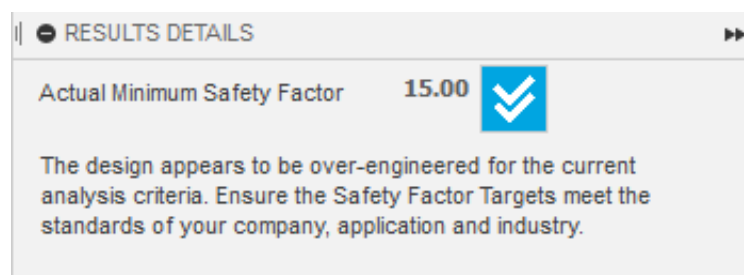 RESULTS DETAILS
Actual Minimum Safety Factor 15.00
The design appears to be over-engineered for the current
analysis criteria. Ensure the Safety Factor Targets meet the
standards of your company, application and industry.